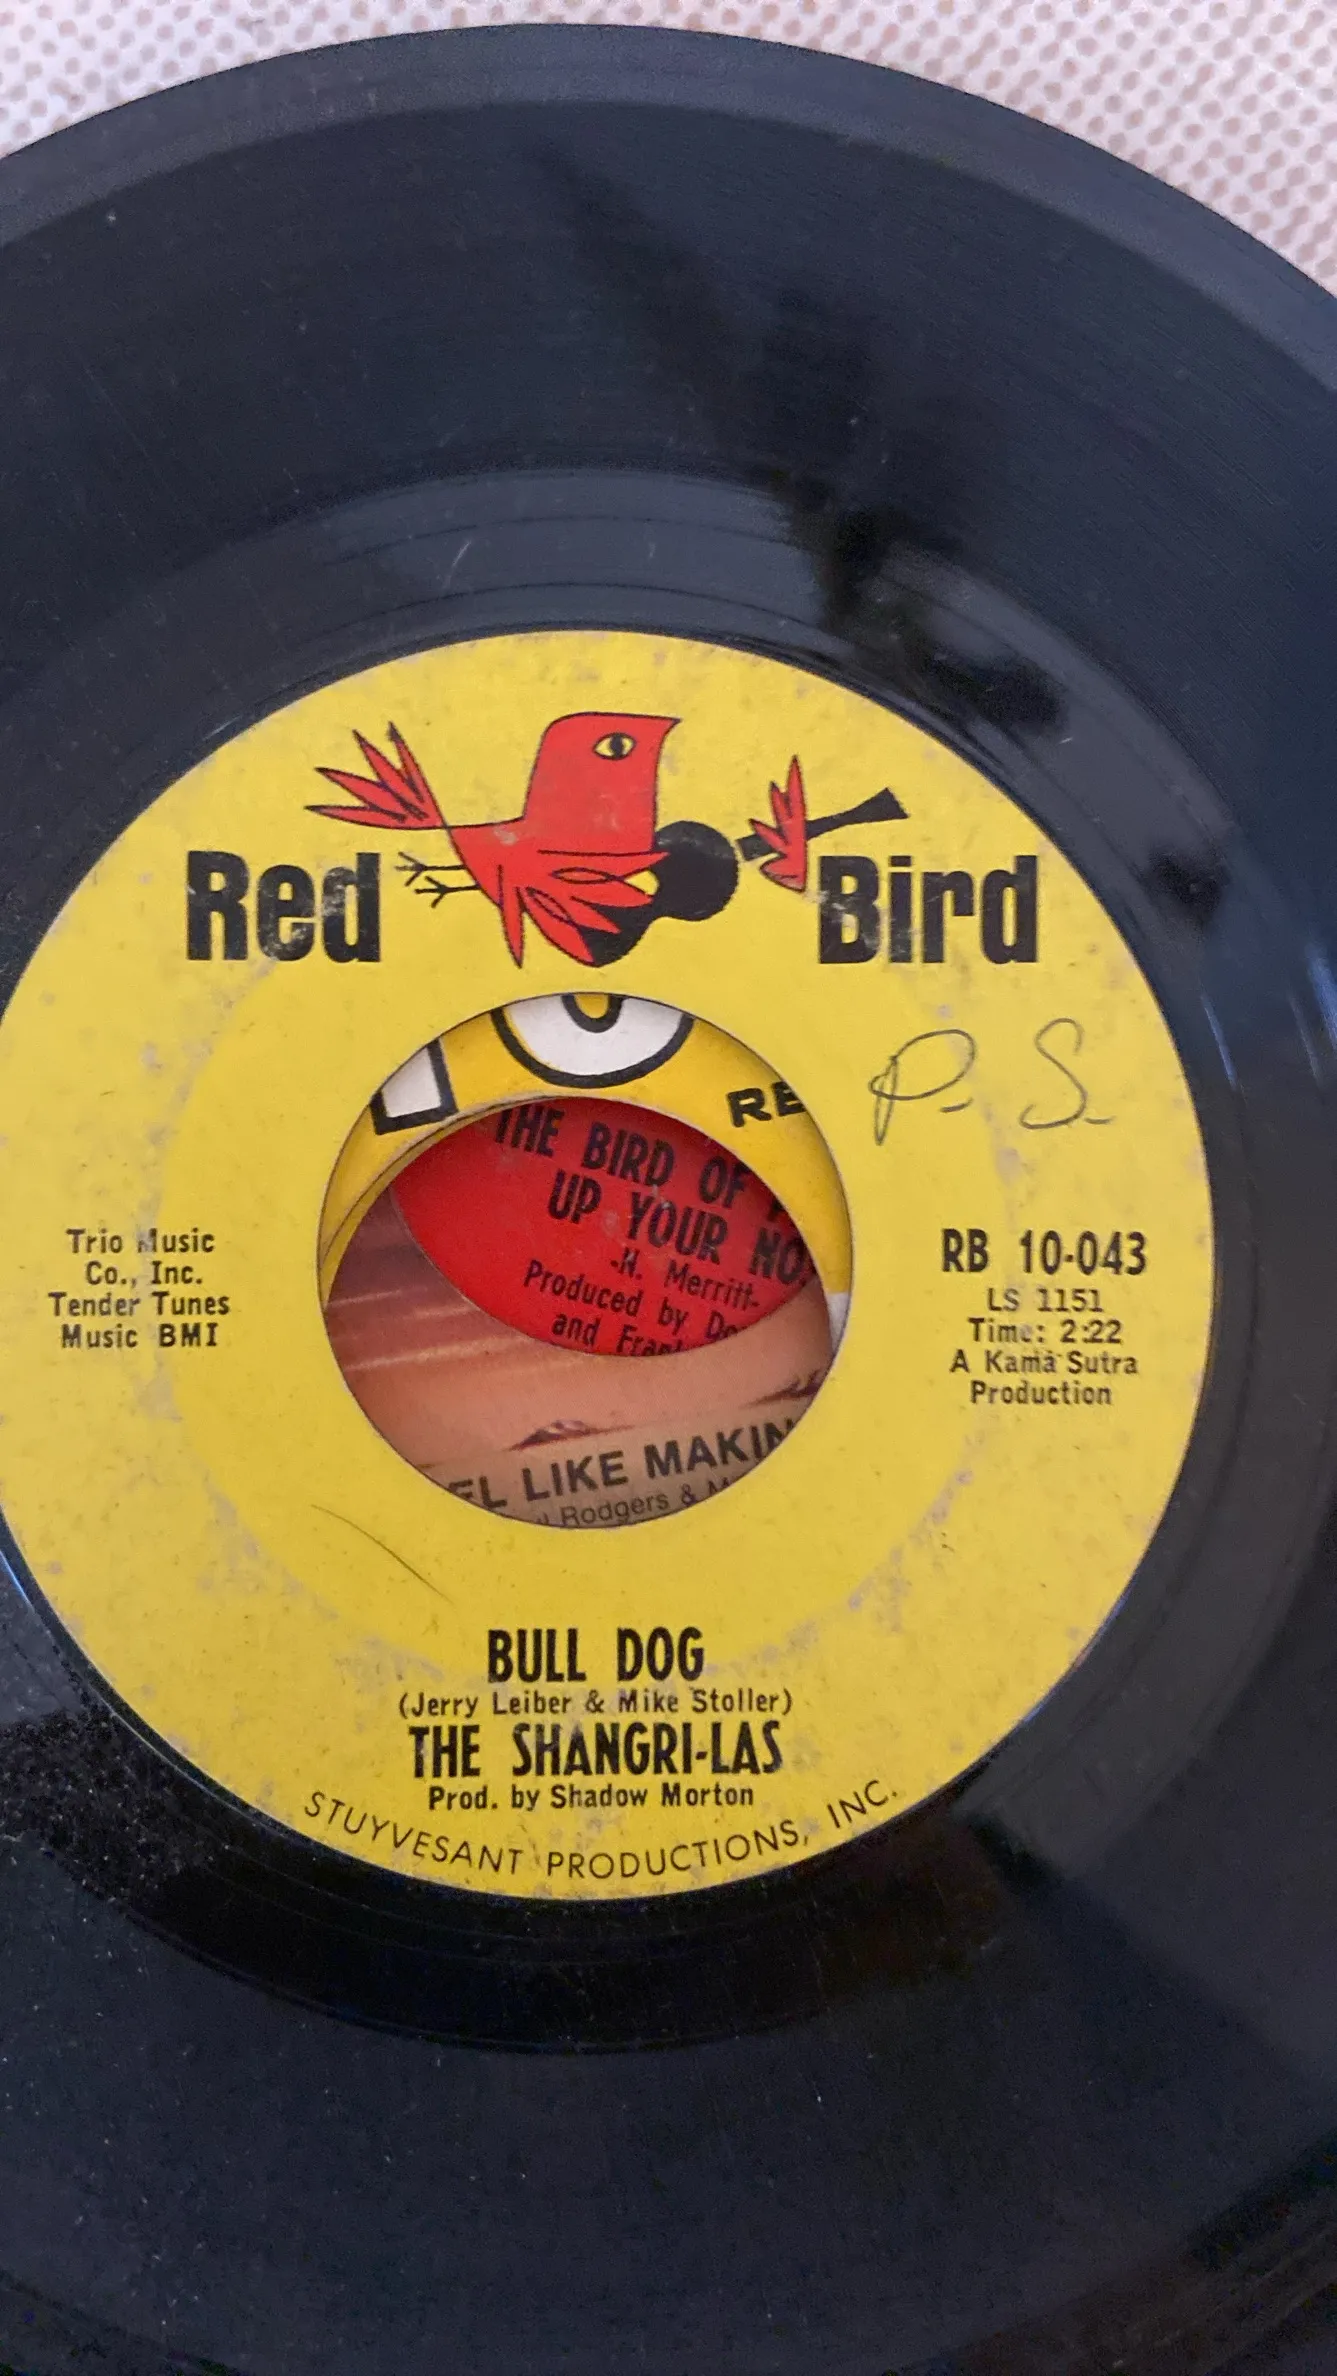 Red Bird
P. S.
RE
THE BIRD OF
UP YOUR
-N. Merritt-
Produced by
and
LIKE
Rodgers &
Trio Music
Co., Inc.
Tender Tunes
Music BMI
RB 10-043
LS 1151
Time: 2:22
A Kama Sutra
Production
BULL DOG
(Jerry Leiber & Mike Stoller)
THE SHANGRI-LAS
Prod. by Shadow Morton
STUYVESANT PRODUCTIONS, INC.